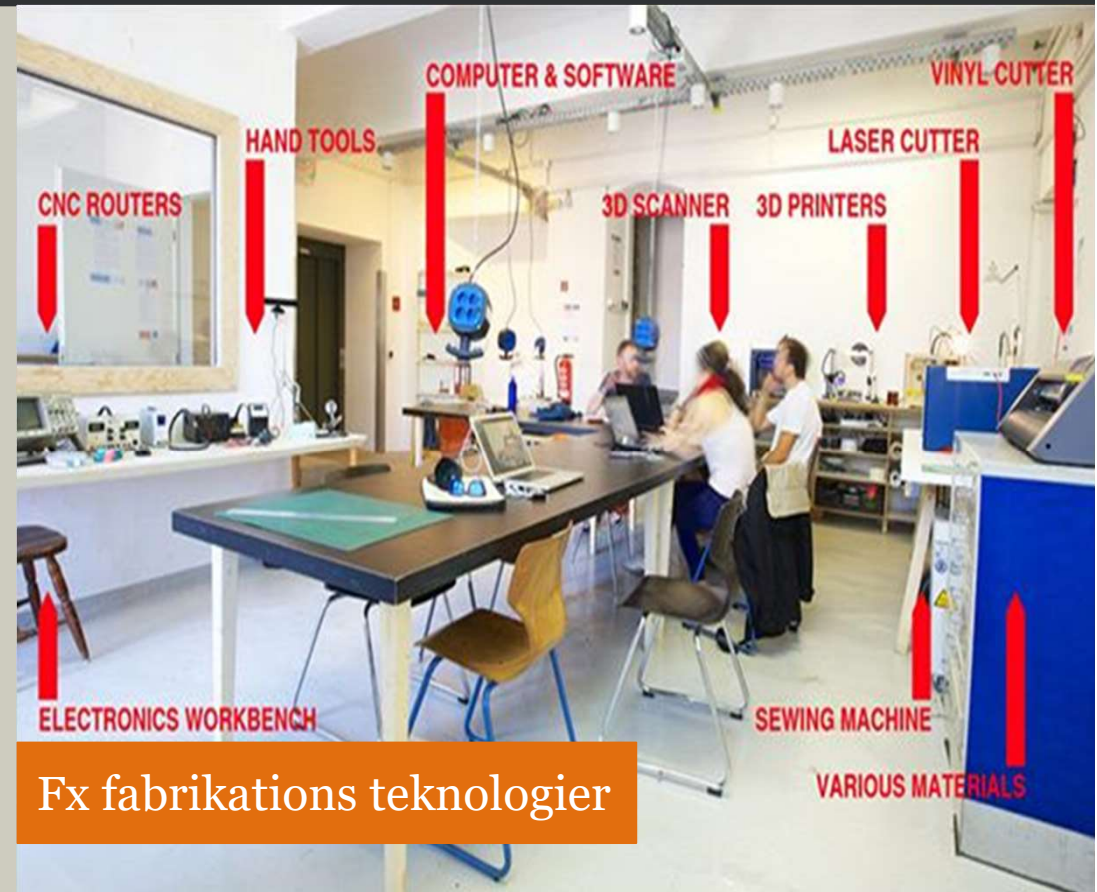 COMPUTER & SOFTWARE
VINYL CUTTER
HAND TOOLS
LASER CUTTER
CNC ROUTERS
3D SCANNER
3D PRINTERS
ELECTRONICS WORKBENCH
SEWING MACHINE
Fx fabrikations teknologier
VARIOUS MATERIALS